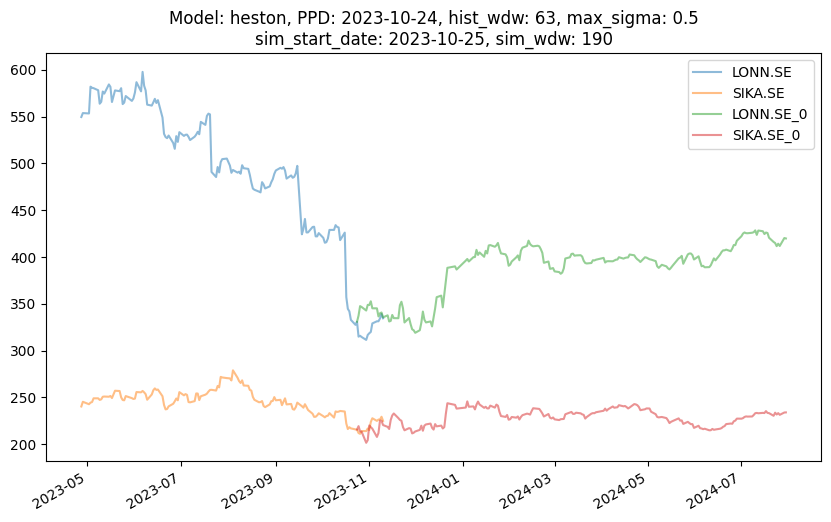 Model: heston, PPD: 2023-10-24, hist_wdw: 63, max_sigma: 0.5
sim_start_date: 2023-10-25, sim_wdw: 190
LONN.SE
SIKA.SE
LONN.SE_0
SIKA.SE_0
600
550
500
450
400
350
300
250
200
2023-05
2023-07
2023-09
2023-11
2024-01
2024-03
2024-05
2024-07